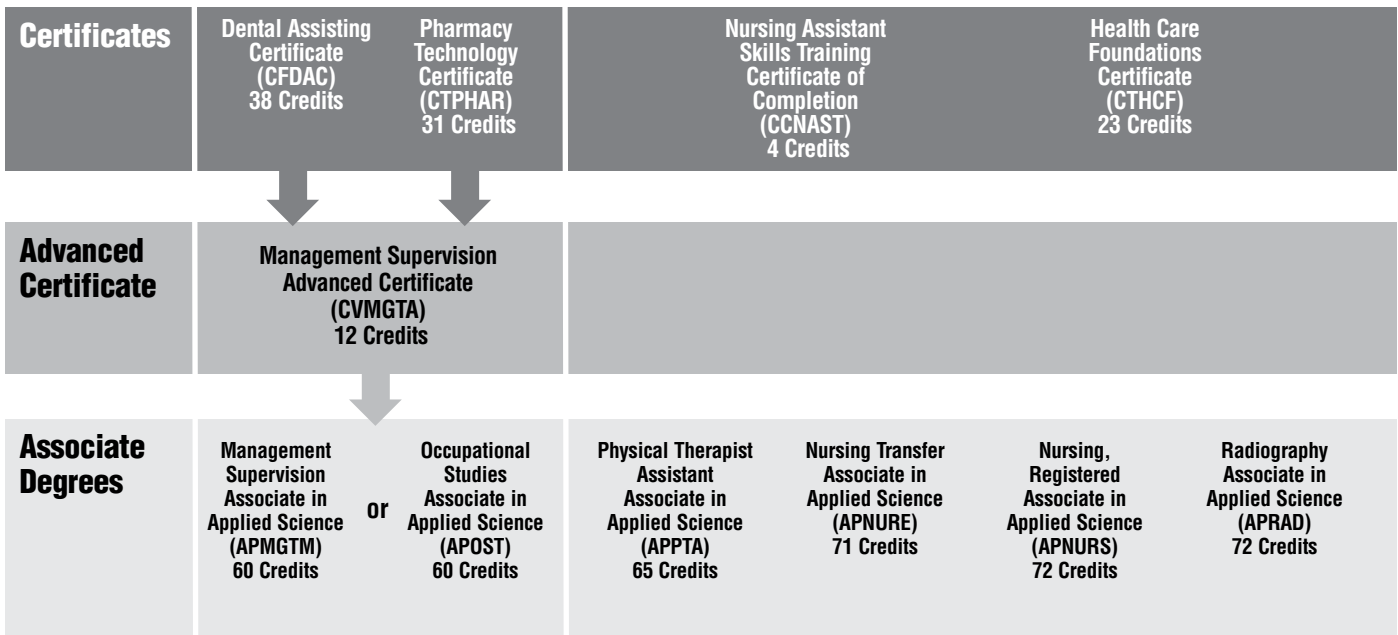 Certificates
Dental Assisting
Certificate
(CFDAC)
38 Credits
Pharmacy
Technology
Certificate
(CTPHAR)
31 Credits
Nursing Assistant
Skills Training
Certificate of
Completion
(CCNAST)
4 Credits
Health Care
Foundations
Certificate
(CTHCF)
23 Credits
Advanced
Certificate
Management Supervision
Advanced Certificate
(CVMGTA)
12 Credits
Associate
Degrees
Management
Supervision
Associate in
Applied Science
(APMGTM)
60 Credits
or
Occupational
Studies
Associate in
Applied Science
(APOST)
60 Credits
Physical Therapist
Assistant
Associate in
Applied Science
(APPTA)
65 Credits
Nursing Transfer
Associate in
Applied Science
(APNURE)
71 Credits
Nursing,
Registered
Associate in
Applied Science
(APNURS)
72 Credits
Radiography
Associate in
Applied Science
(APRAD)
72 Credits